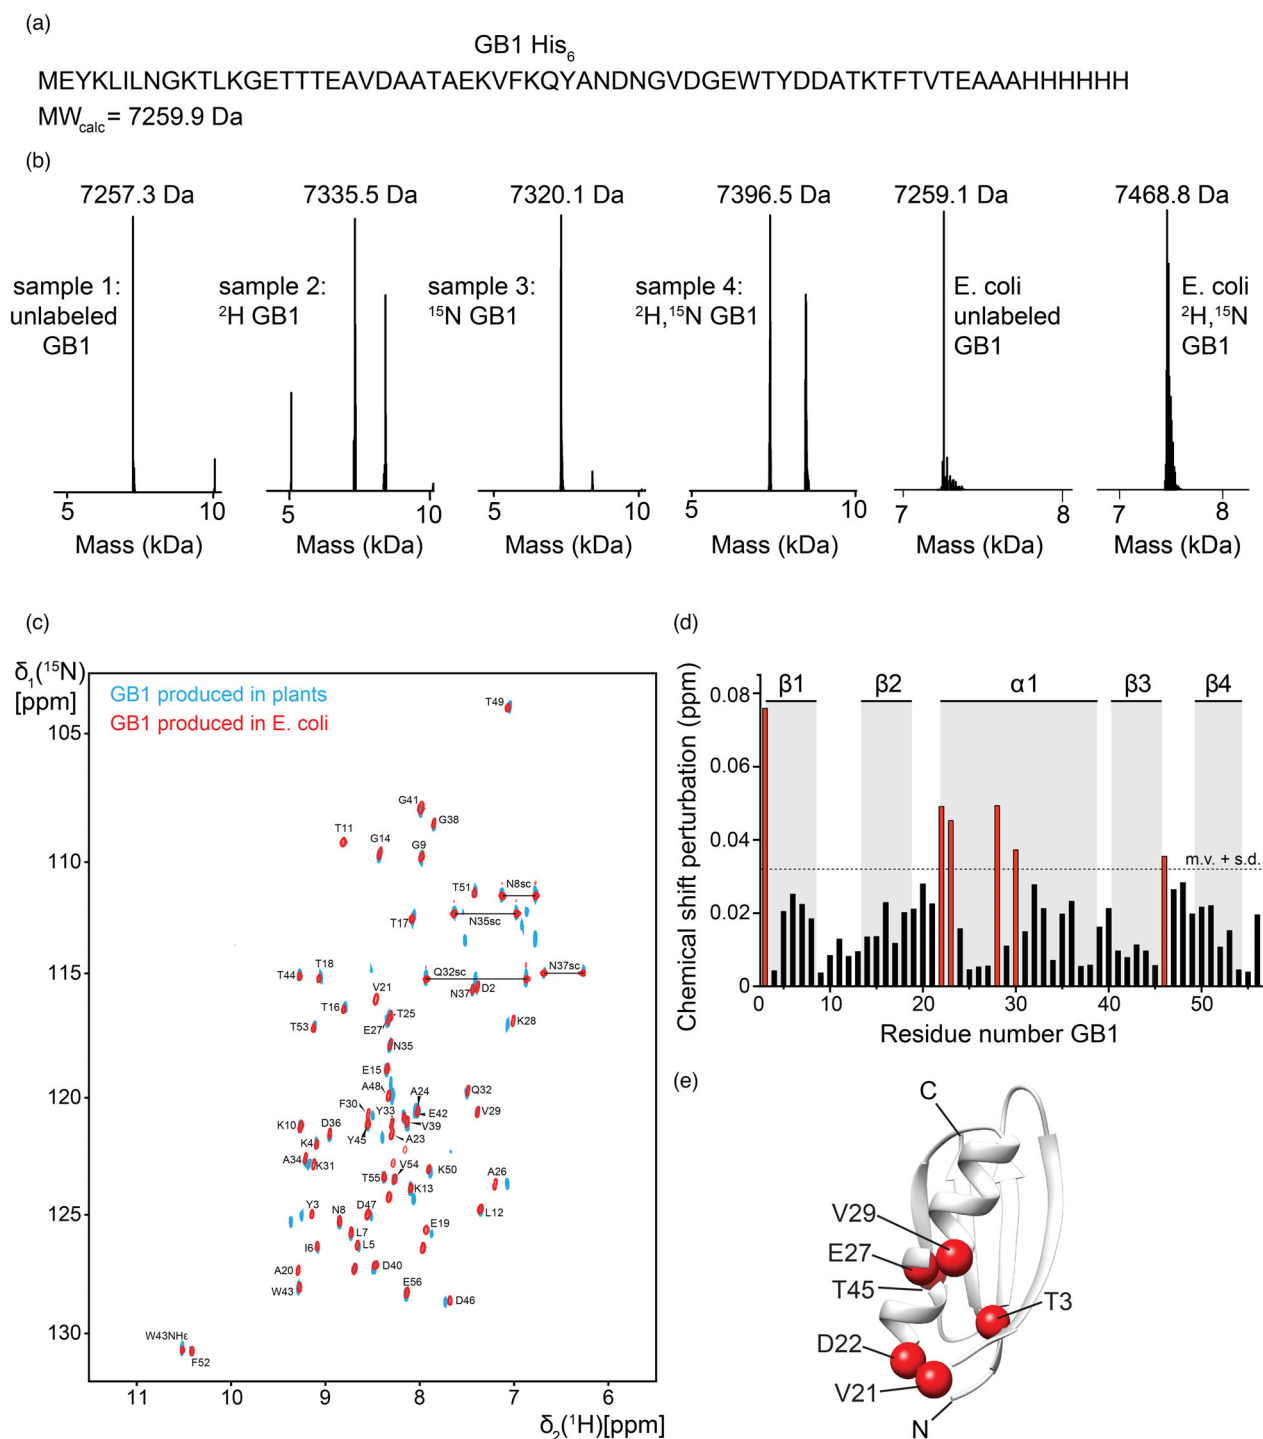 (a)
GB1 His6
MEYKLILNGKTLKGETTTEAVDAATAEKVFKQYANDNGVDGEWTYDDATKTFTVTEAAAHHHHHH
MWcalc = 7259.9 Da
(b)
7257.3 Da
7335.5 Da
7320.1 Da
7396.5 Da
7259.1 Da
7468.8 Da
sample 1:
unlabeled
GB1
sample 2:
2H GB1
sample 3:
15N GB1
sample 4:
2H,15N GB1
E. coli
unlabeled
GB1
E. coli
2H,15N
GB1
5 10
5 10
5 10
5 10
7 8
7 8
Mass (kDa)
Mass (kDa)
Mass (kDa)
Mass (kDa)
Mass (kDa)
Mass (kDa)
(c)
δ1(15N)
[ppm]
GB1 produced in plants
GB1 produced in E. coli
105
110
115
120
125
130
T49
G41
G38
T11
G14
G9
T51
N8sc
N35sc
T17
T44
T18
Q32sc
N37sc
N37
D2
V21
T16
T25
E27
K28
T53
N35
E15
A48
A24
Q32
F30
Y33
E42
V29
K10
D36
V39
Y45
A23
K4
A34
K31
V54
K50
T55
A26
K13
Y3
N8
D47
L12
E19
L7
L5
I6
A20
D40
W43
E56
D46
W43NHε
F52
11 10 9 8 7 6
δ2(1H)[ppm]
(d)
Chemical shift perturbation (ppm)
0.08
0.06
0.04
0.02
0
β1 β2 α1 β3 β4
m.v. + s.d.
0 10 20 30 40 50
Residue number GB1
(e)
C
V29
E27
T45
T3
D22
V21
N